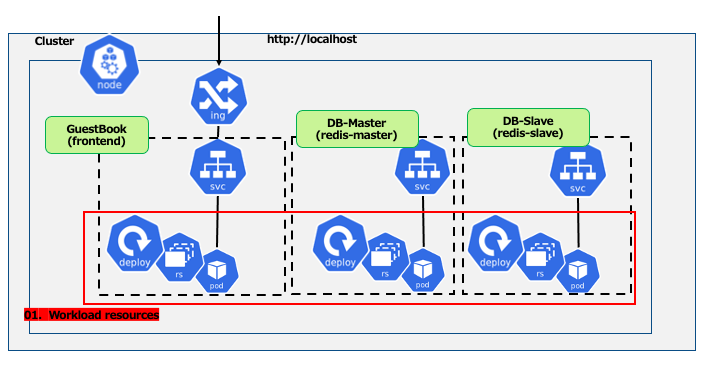 Cluster
http://localhost
node
ing
GuestBook
(frontend)
DB-Master
(redis-master)
DB-Slave
(redis-slave)
svc
svc
svc
deploy
rs
pod
deploy
rs
pod
deploy
rs
pod
01. Workload resources